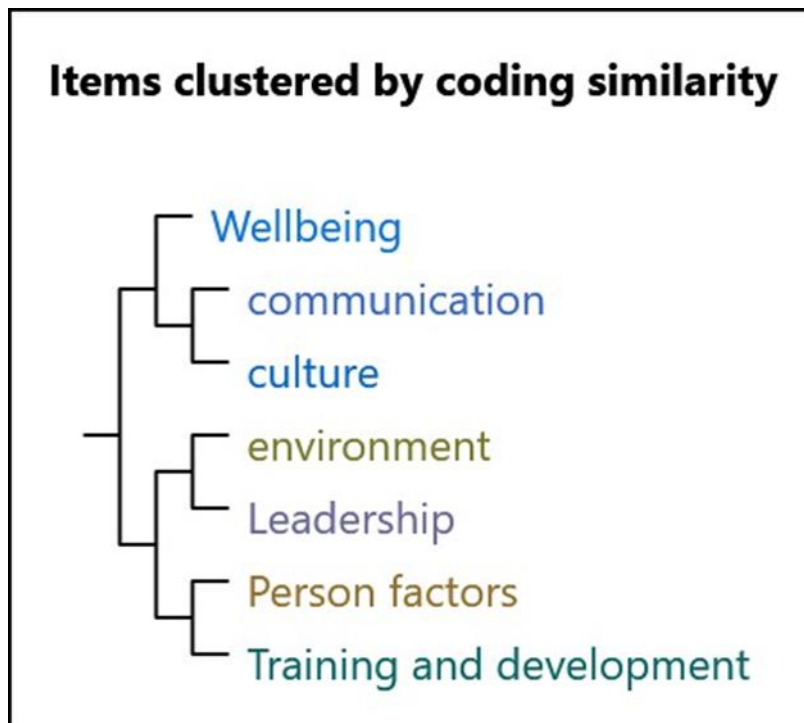 Items clustered by coding similarity
Wellbeing
communication
culture
environment
Leadership
Person factors
Training and development